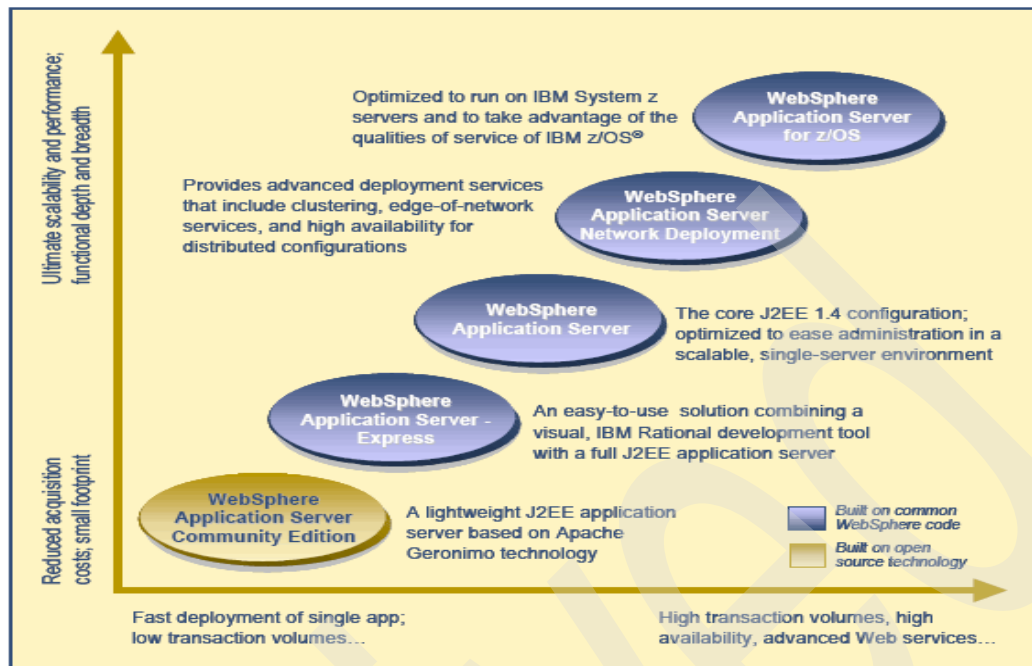 Ultimate scalability and performance;
functional depth and breadth
Optimized to run on IBM System z
servers and to take advantage of the
qualities of service of IBM z/OS®
WebSphere
Application Server
for z/OS
Provides advanced deployment services
that include clustering, edge-of-network
services, and high availability for
distributed configurations
WebSphere
Application Server
Network Deployment
WebSphere
Application Server
The core J2EE 1.4 configuration;
optimized to ease administration in a
scalable, single-server environment
WebSphere
Application Server -
Express
An easy-to-use solution combining a
visual, IBM Rational development tool
with a full J2EE application server
Reduced acquisition
costs; small footprint
WebSphere
Application Server
Community Edition
A lightweight J2EE application
server based on Apache
Geronimo technology
Built on common
WebSphere code
Built on open
source technology
Fast deployment of single app;
low transaction volumes...
High transaction volumes, high
availability, advanced Web services...